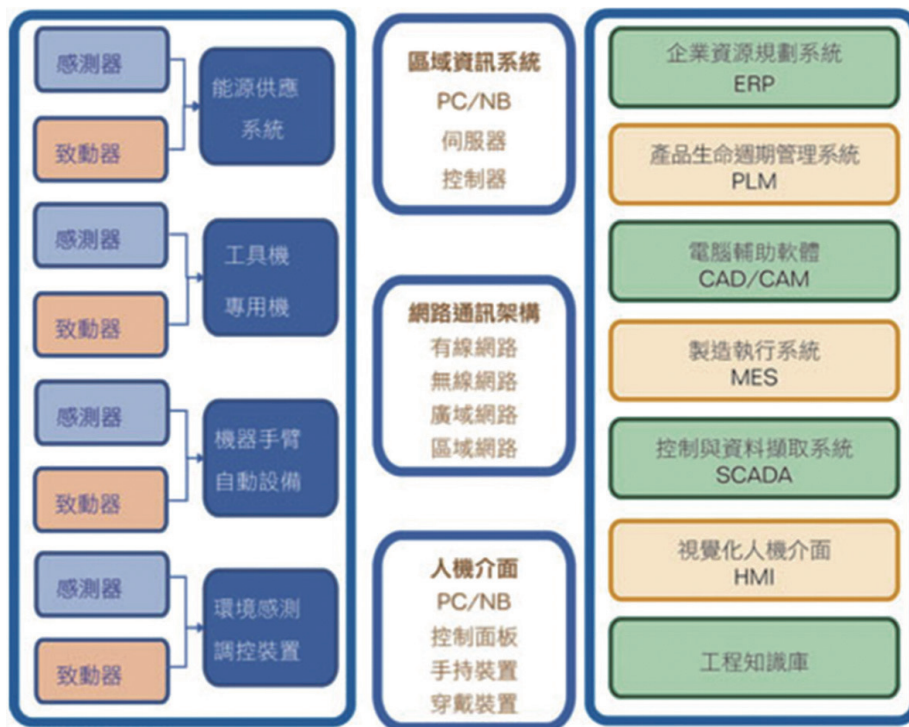 感測器
致動器
能源供應
系統
感測器
致動器
工具機
專用機
感測器
致動器
機器手臂
自動設備
感測器
致動器
環境感測
調控裝置
區域資訊系統
PC/NB
伺服器
控制器
網路通訊架構
有線網路
無線網路
廣域網路
區域網路
人機介面
PC/NB
控制面板
手持裝置
穿戴裝置
企業資源規劃系統
ERP
產品生命週期管理系統
PLM
電腦輔助軟體
CAD/CAM
製造執行系統
MES
控制與資料擷取系統
SCADA
視覺化人機介面
HMI
工程知識庫